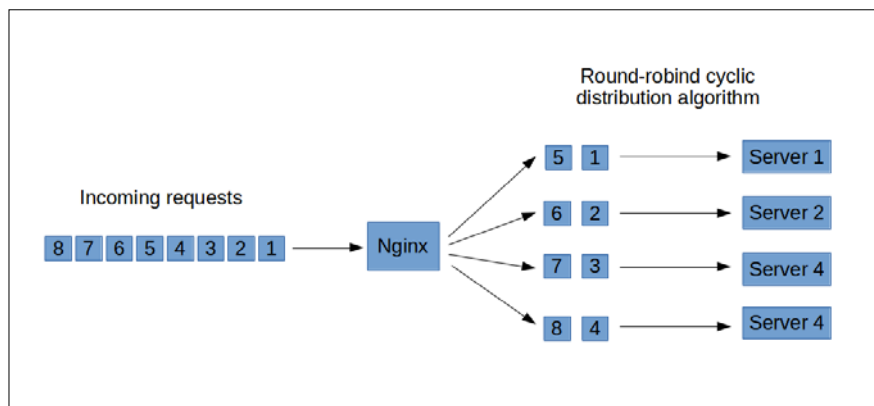 Round-robind cyclic
distribution algorithm
5 1 Server 1
Incoming requests
6 2 Server 2
8 7 6 5 4 3 2 1 Nginx
7 3 Server 4
8 4 Server 4